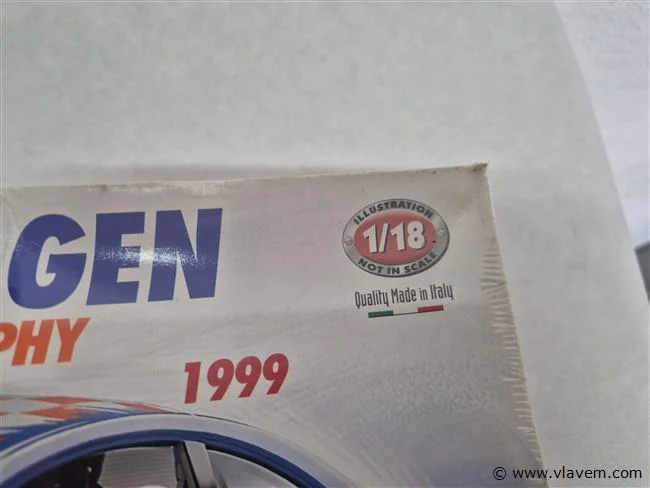 GEN
PHY
1999
ILLUSTRATION
1/18
NOT IN SCALE
Quality Made in Italy
© www.vlavem.com